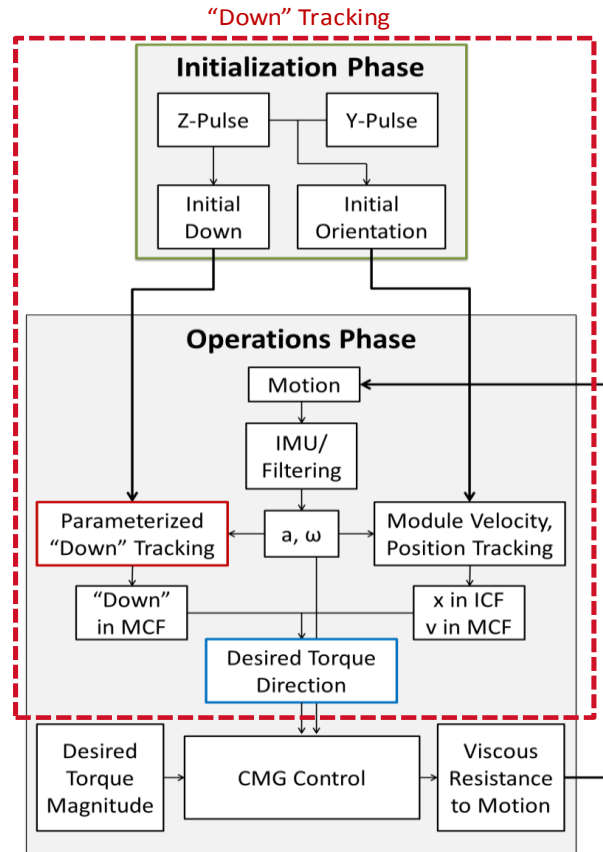 “Down” Tracking
Initialization Phase
Z-Pulse
Y-Pulse
Initial
Down
Initial
Orientation
Operations Phase
Motion
IMU/
Filtering
Parameterized
“Down” Tracking
a, ω
Module Velocity,
Position Tracking
“Down”
in MCF
x in ICF
v in MCF
Desired Torque
Direction
Desired
Torque
Magnitude
CMG Control
Viscous
Resistance
to Motion